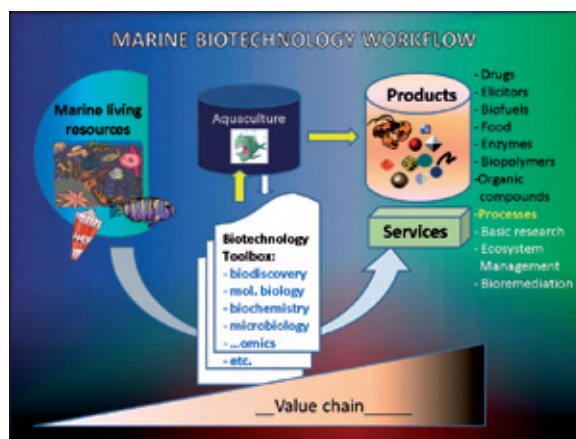 MARINE BIOTECHNOLOGY WORKFLOW
Marine living
resources
Aquaculture
Products
Services
- Drugs
- Elicitors
- Biofuels
- Food
- Enzymes
- Biopolymers
-Organic
compounds
-Processes
- Basic research
- Ecosystem
Management
- Bioremediation
Biotechnology
Toolbox:
- biodiscovery
- mol. biology
- biochemistry
- microbiology
- ...omics
- etc.
__Value chain_____